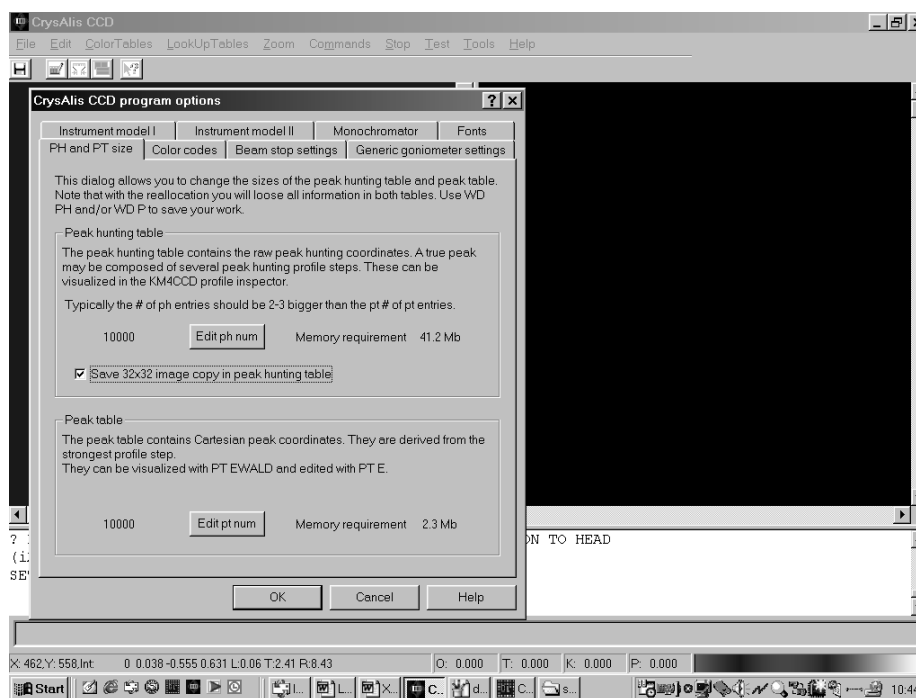 CrysAlis CCD
File Edit ColorTables LookUpTables Zoom Commands Stop Test Tools Help
CrysAlis CCD program options
Instrument model I Instrument model II Monochromator Fonts
PH and PT size Color codes Beam stop settings Generic goniometer settings
This dialog allows you to change the sizes of the peak hunting table and peak table.
Note that with the reallocation you will loose all information in both tables. Use WD
PH and/or WD P to save your work.
Peak hunting table
The peak hunting table contains the raw peak hunting coordinates. A true peak
may be composed of several peak hunting profile steps. These can be
visualized in the KM4CCD profile inspector.
Typically the # of ph entries should be 2-3 bigger than the pt # of pt entries.
10000 Edit ph num Memory requirement 41.2 Mb
Save 32x32 image copy in peak hunting table
Peak table
The peak table contains Cartesian peak coordinates. They are derived from the
strongest profile step.
They can be visualized with PT EWALD and edited with PT E.
10000 Edit pt num Memory requirement 2.3 Mb
OK Cancel Help
? ON TO HEAD
(i
SE
X: 462,Y: 558,Int: 0 0.038 -0.555 0.631 L:0.06 T:2.41 R:8.43 O: 0.000 T: 0.000 K: 0.000 P: 0.000
Start I... L... X... C... d... C... s... 10:4